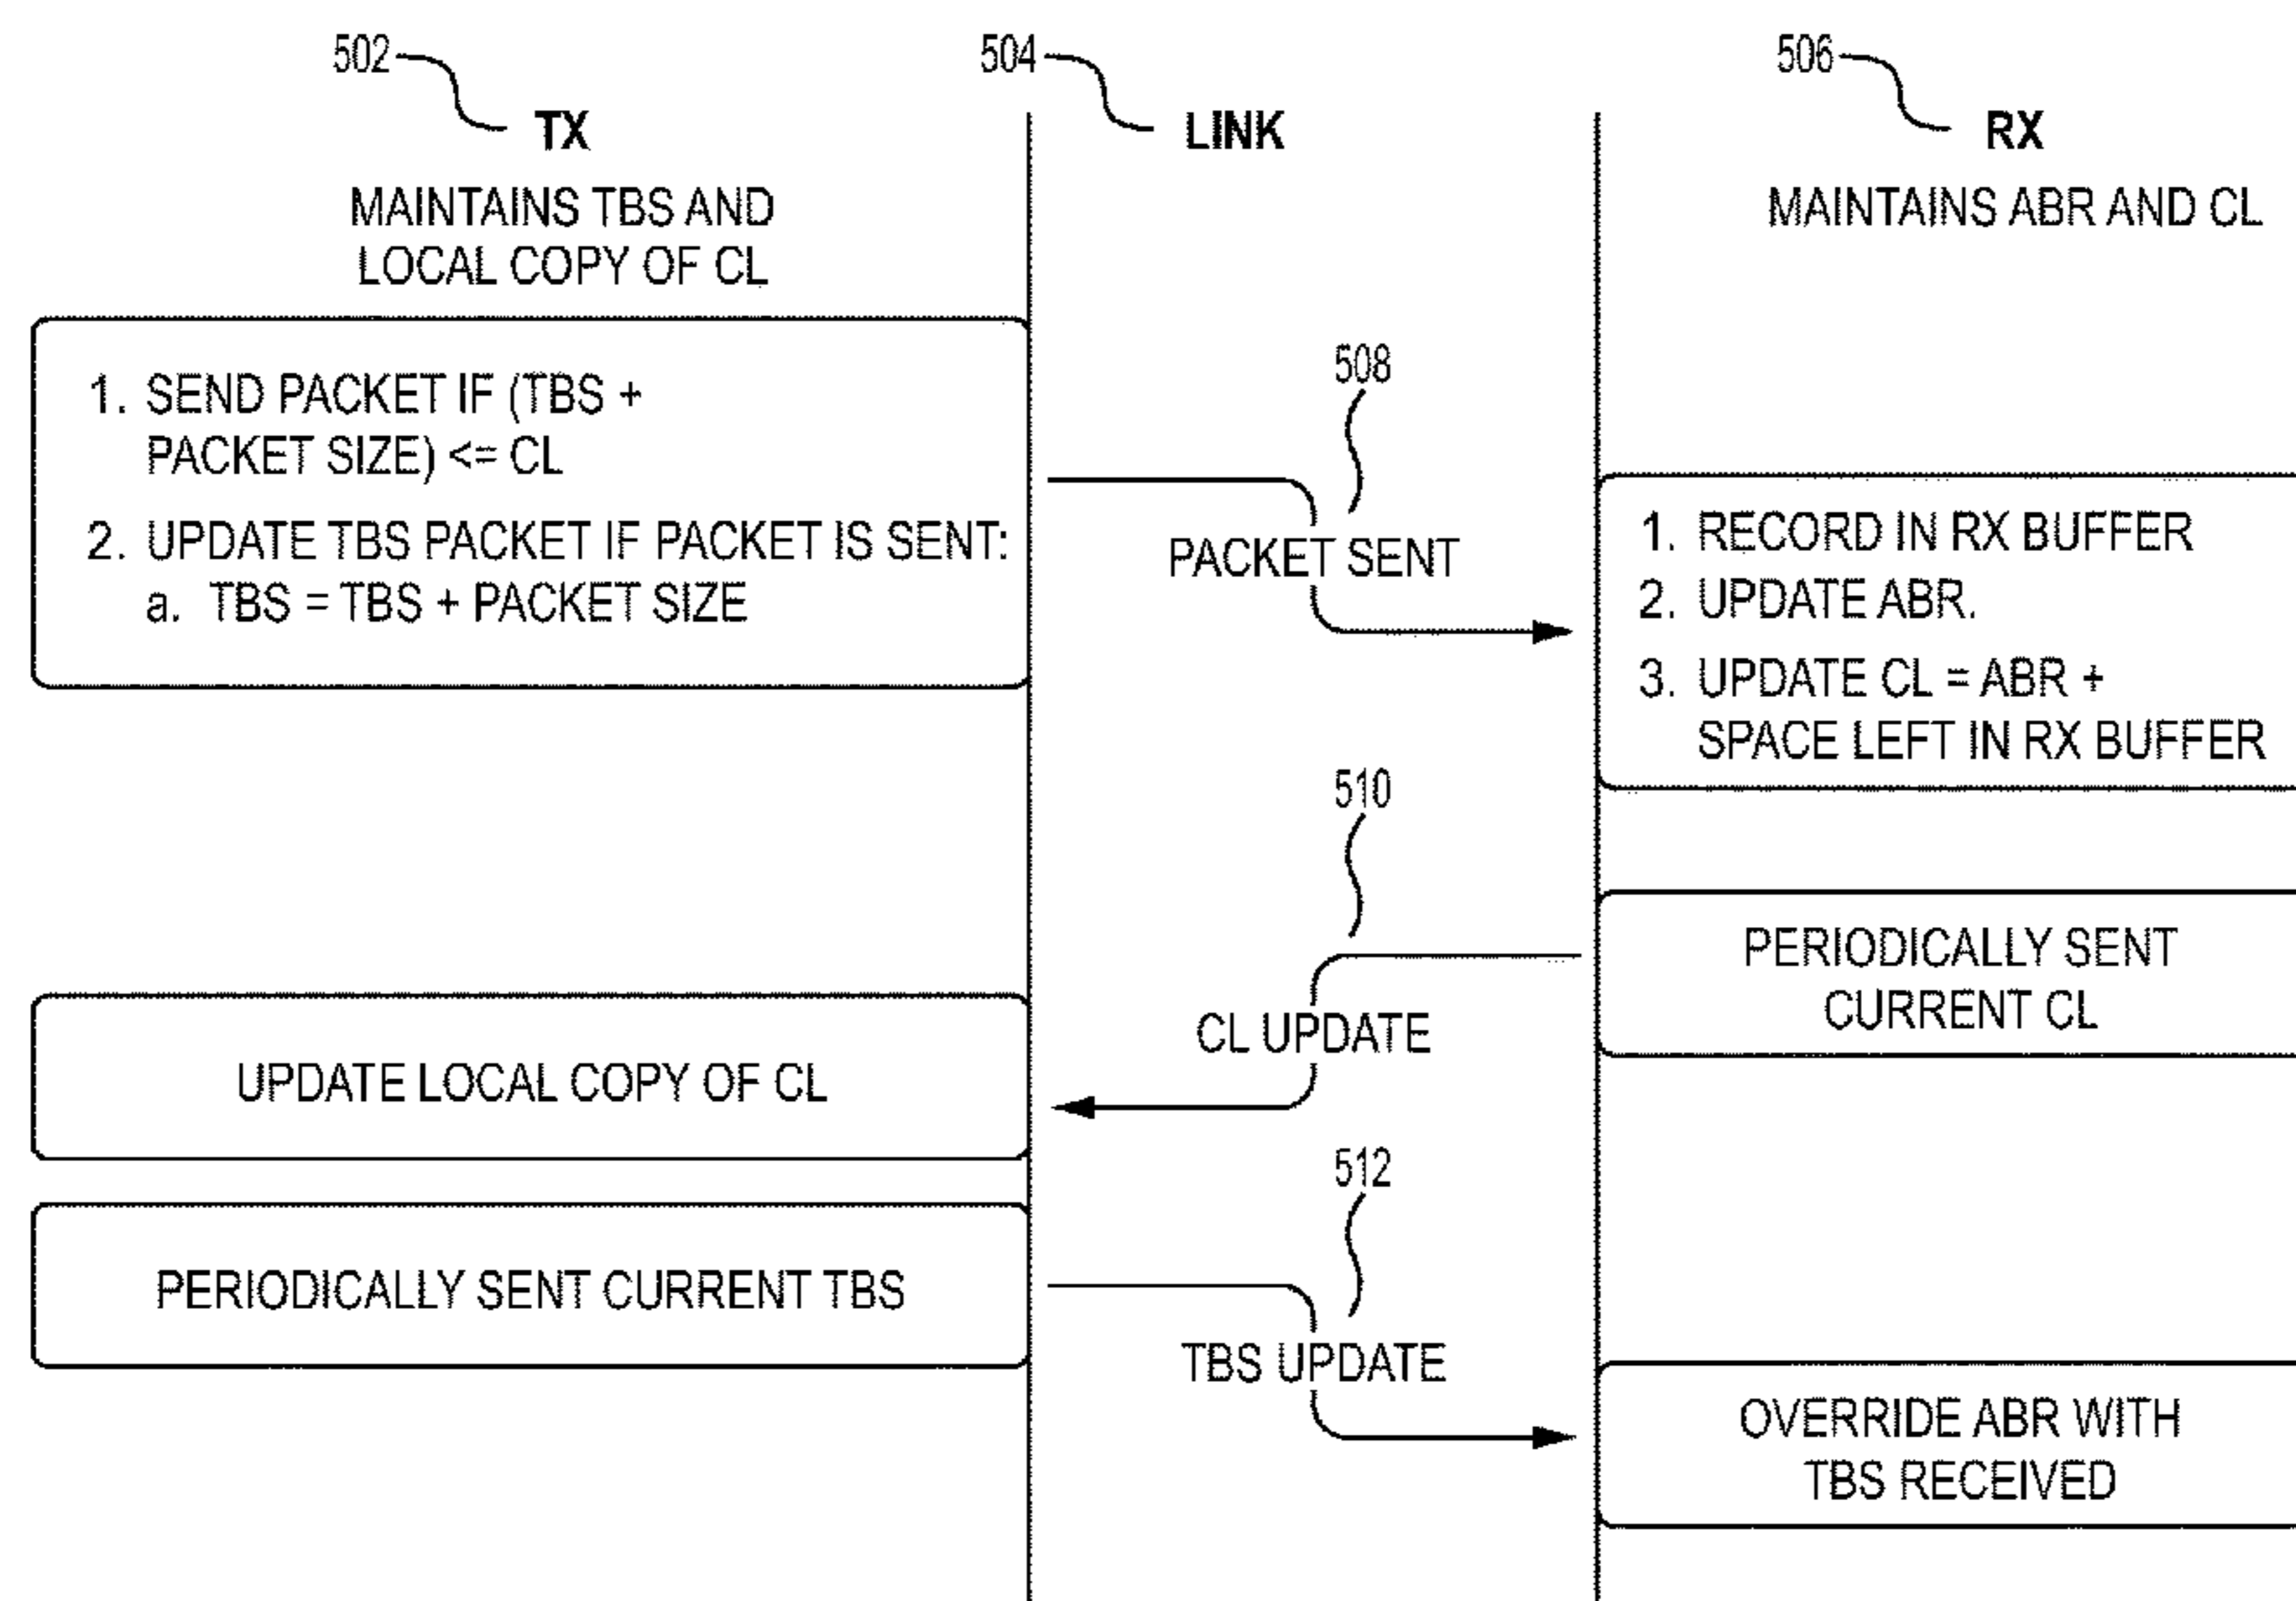 502
504
506
TX
LINK
RX
MAINTAINS TBS AND
LOCAL COPY OF CL
MAINTAINS ABR AND CL
1. SEND PACKET IF (TBS +
PACKET SIZE) <= CL
2. UPDATE TBS PACKET IF PACKET IS SENT:
a. TBS = TBS + PACKET SIZE
508
PACKET SENT
1. RECORD IN RX BUFFER
2. UPDATE ABR.
3. UPDATE CL = ABR +
SPACE LEFT IN RX BUFFER
510
PERIODICALLY SENT
CURRENT CL
CL UPDATE
UPDATE LOCAL COPY OF CL
512
PERIODICALLY SENT CURRENT TBS
TBS UPDATE
OVERRIDE ABR WITH
TBS RECEIVED